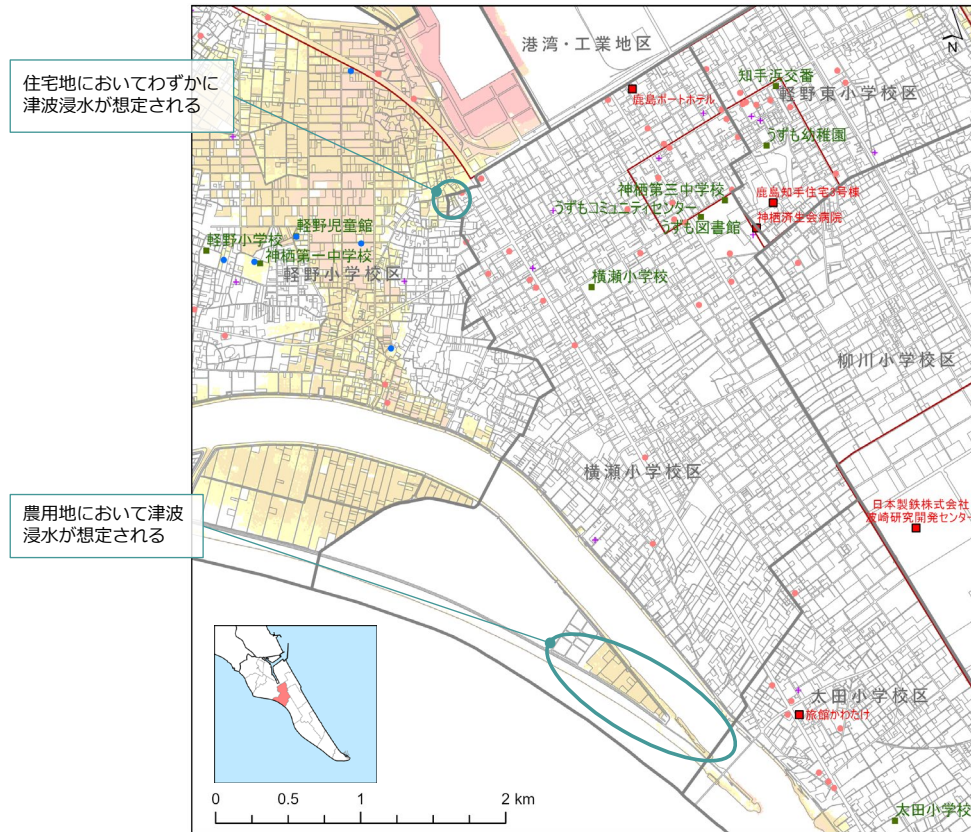 住宅地においてわずかに
津波浸水が想定される
港湾・工業地区
N
知手浜交番
軽野東小学校区
鹿島ポートホテル
うずも幼稚園
鹿島知手住宅3号棟
神栖第三中学校
うずもコミュニティセンター
うずも図書館
神栖済生会病院
軽野児童館
軽野小学校
神栖第一中学校
軽野小学校区
横瀬小学校
柳川小学校区
横瀬小学校区
農用地において津波
浸水が想定される
日本製鉄株式会社
波崎研究開発センター
太田小学校区
旅館かわたけ
太田小学校
0 0.5 1 2 km